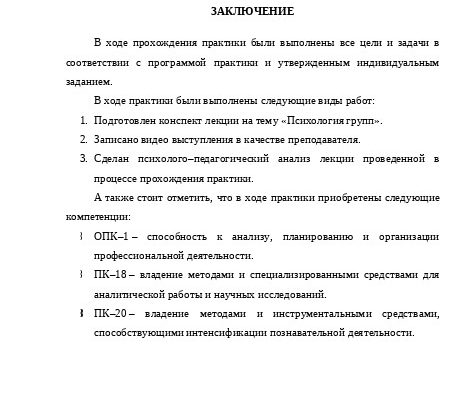 ЗАКЛЮЧЕНИЕ
В ходе прохождения практики были выполнены все цели и задачи в
соответствии с программой практики и утвержденным индивидуальным
заданием.
В ходе практики были выполнены следующие виды работ:
1. Подготовлен конспект лекции на тему «Психология групп».
2. Записано видео выступления в качестве преподавателя.
3. Сделан психолого–педагогический анализ лекции проведенной в
процессе прохождения практики.
А также стоит отметить, что в ходе практики приобретены следующие
компетенции:
ОПК–1 – способность к анализу, планированию и организации
профессиональной деятельности.
ПК–18 – владение методами и специализированными средствами для
аналитической работы и научных исследований.
ПК–20 – владение методами и инструментальными средствами,
способствующими интенсификации познавательной деятельности.